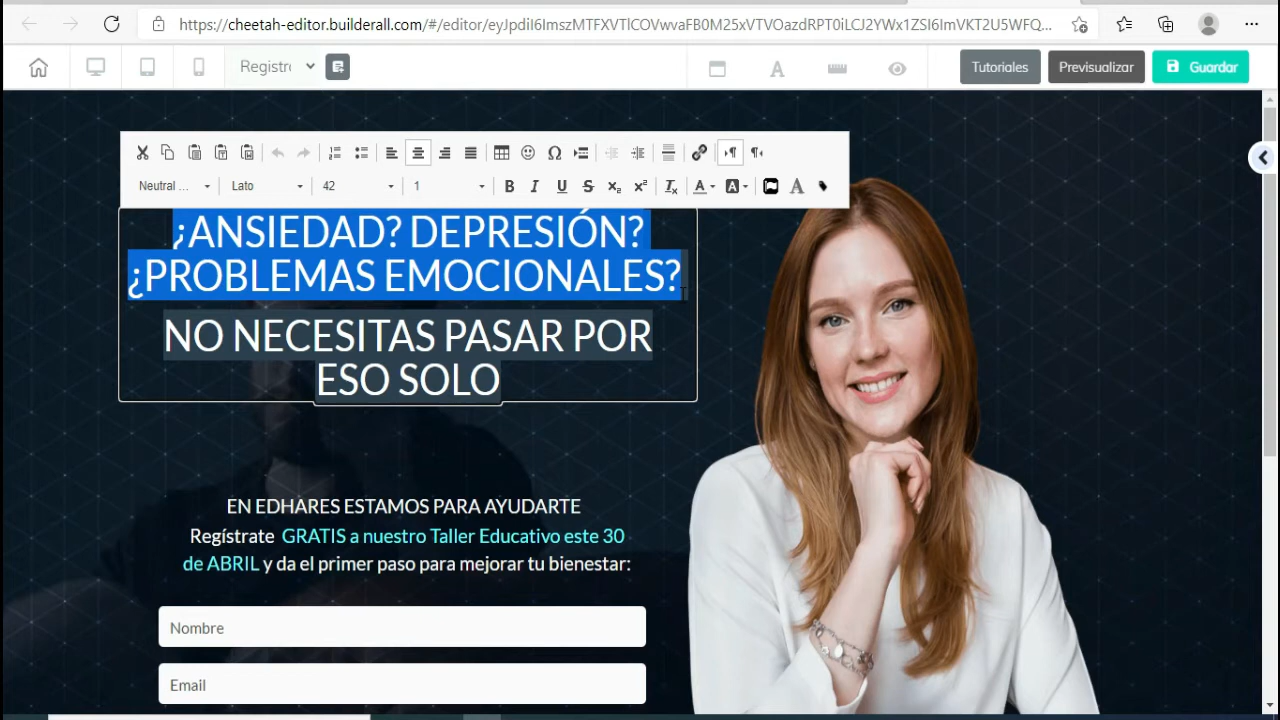 https://cheetah-editor.builderall.com/#/editor/eyJpdiI6ImszMTFXVTlCOVwvaFB0M25xVTVOazdRPT0iLCJ2YWx1ZSI6ImVKT2U5WFQ...
Registro
Tutoriales
Previsualizar
Guardar
Neutral ...
Lato
42
1
¿ANSIEDAD? DEPRESIÓN?
¿PROBLEMAS EMOCIONALES?
NO NECESITAS PASAR POR
ESO SOLO
EN EDHARES ESTAMOS PARA AYUDARTE
Regístrate GRATIS a nuestro Taller Educativo este 30
de ABRIL y da el primer paso para mejorar tu bienestar:
Nombre
Email